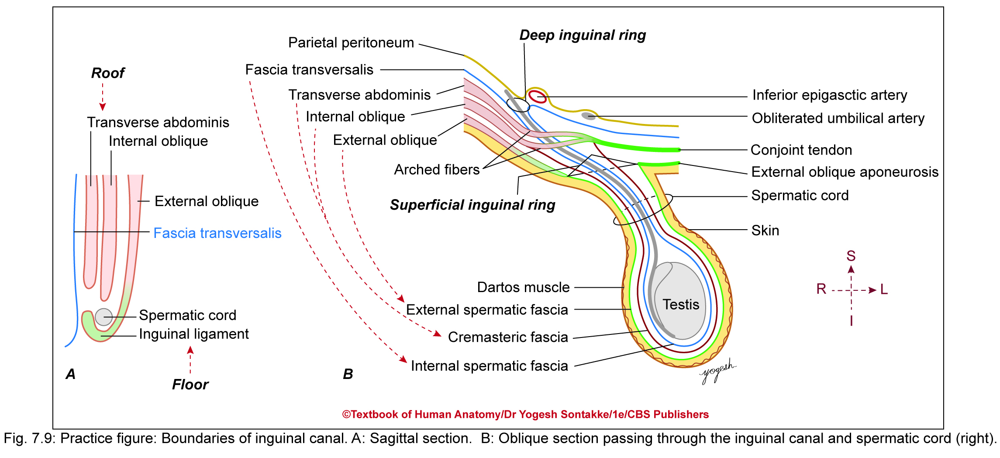 Roof
Transverse abdominis
Internal oblique
External oblique
Fascia transversalis
Spermatic cord
Inguinal ligament
Floor
A
Deep inguinal ring
Parietal peritoneum
Fascia transversalis
Transverse abdominis
Internal oblique
External oblique
Arched fibers
Superficial inguinal ring
Inferior epigasctic artery
Obliterated umbilical artery
Conjoint tendon
External oblique aponeurosis
Spermatic cord
Skin
Dartos muscle
External spermatic fascia
Cremasteric fascia
Internal spermatic fascia
Testis
B
S
R L
I
yogesh
©Textbook of Human Anatomy/Dr Yogesh Sontakke/1e/CBS Publishers
Fig. 7.9: Practice figure: Boundaries of inguinal canal. A: Sagittal section. B: Oblique section passing through the inguinal canal and spermatic cord (right).